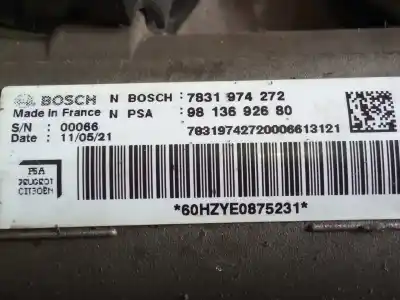 BOSCH N BOSCH : 7831 974 272
Made in France N PSA : 98 136 926 80
S/N : 00066 78319742720006613121
Date : 11/05/21
PSA
PEUGEOT
CITROEN
*60HZYE0875231*